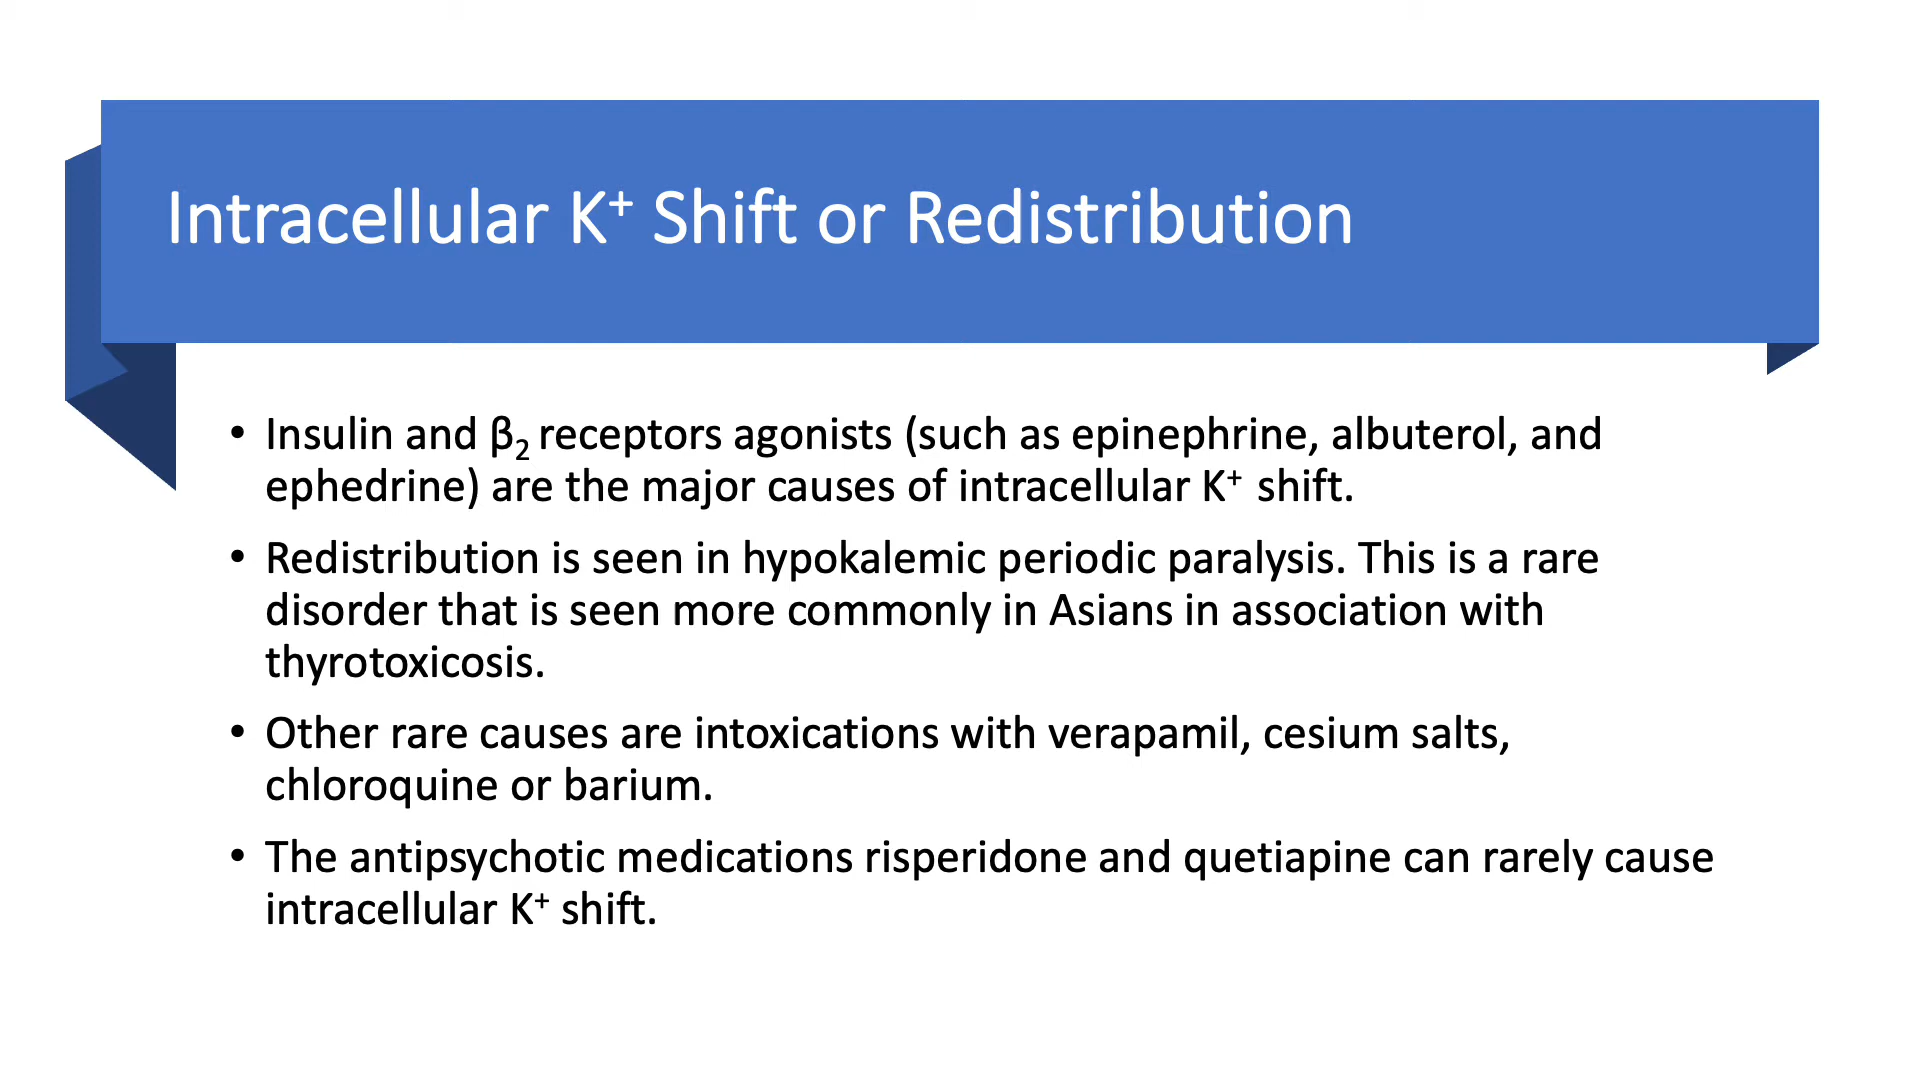 Intracellular K⁺ Shift or Redistribution
• Insulin and β₂ receptors agonists (such as epinephrine, albuterol, and
ephedrine) are the major causes of intracellular K⁺ shift.
• Redistribution is seen in hypokalemic periodic paralysis. This is a rare
disorder that is seen more commonly in Asians in association with
thyrotoxicosis.
• Other rare causes are intoxications with verapamil, cesium salts,
chloroquine or barium.
• The antipsychotic medications risperidone and quetiapine can rarely cause
intracellular K⁺ shift.